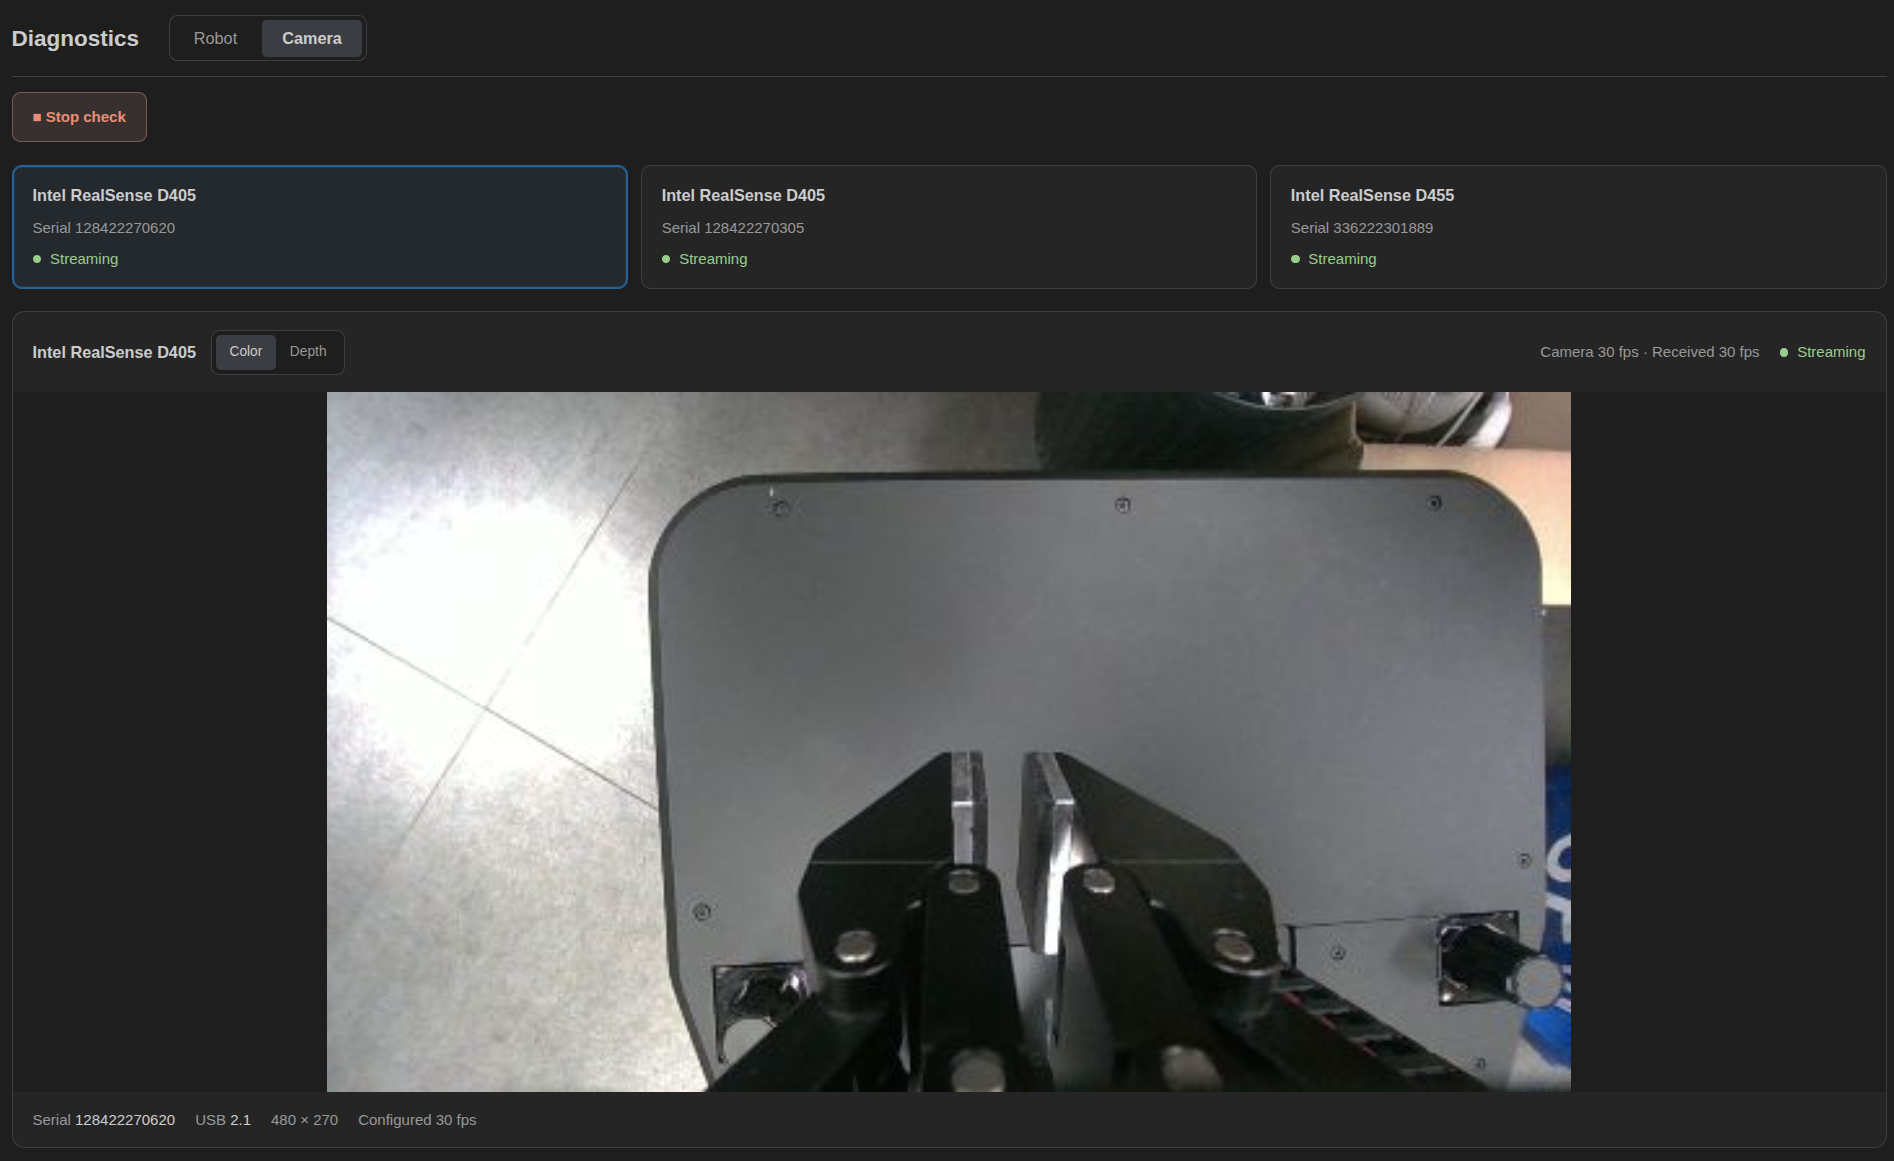 Diagnostics Robot Camera
■ Stop check
Intel RealSense D405
Serial 128422270620
Streaming
Intel RealSense D405
Serial 128422270305
Streaming
Intel RealSense D455
Serial 336222301889
Streaming
Intel RealSense D405 Color Depth Camera 30 fps · Received 30 fps Streaming
Serial 128422270620 USB 2.1 480 × 270 Configured 30 fps